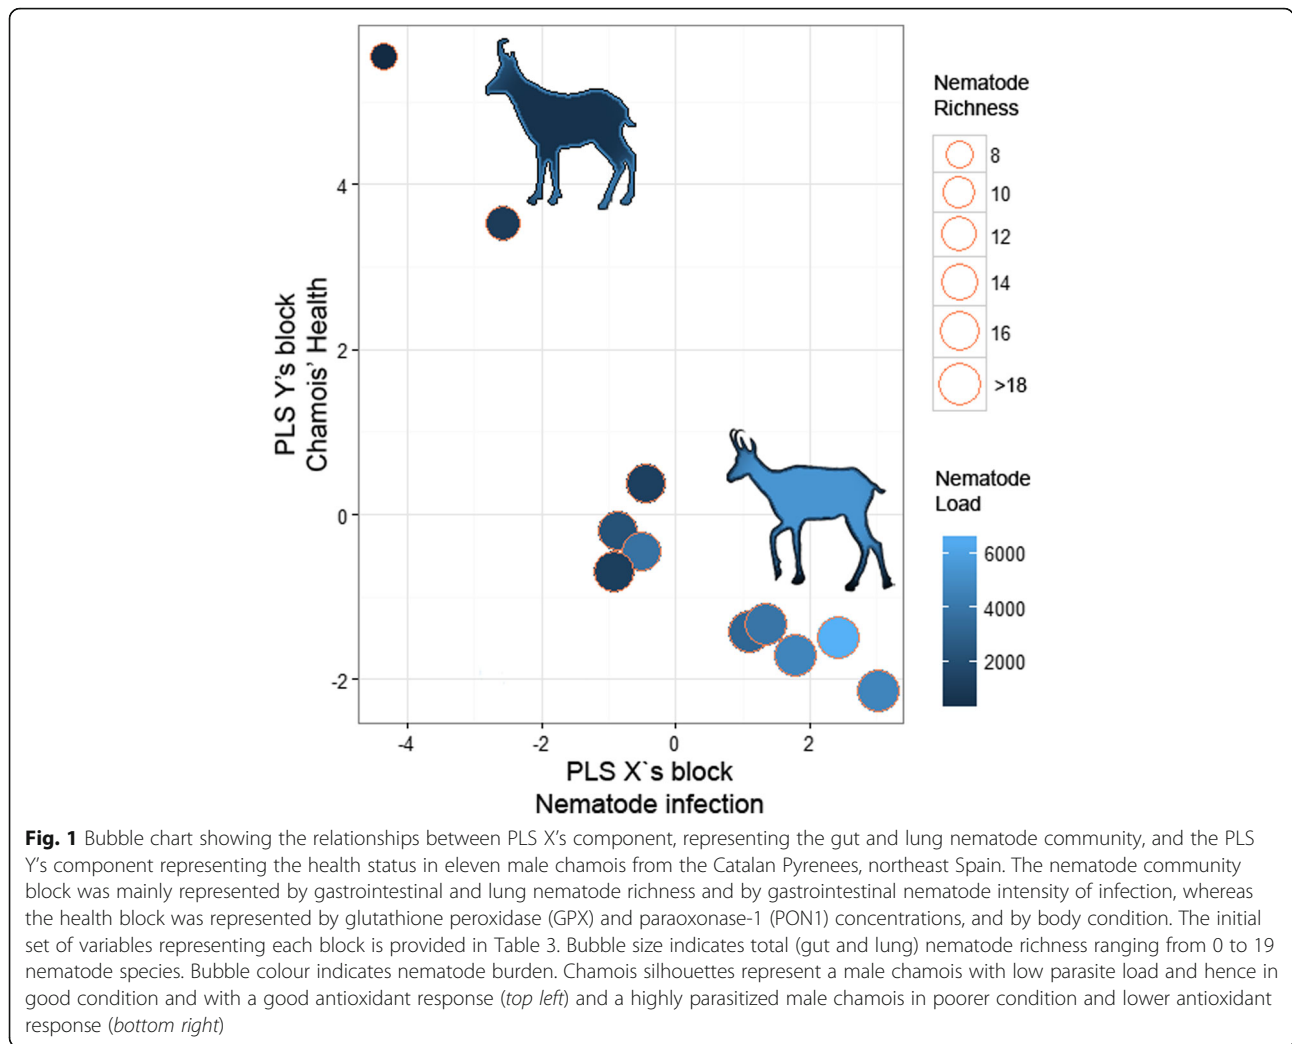 Nematode
Richness
8
10
12
14
16
>18
Nematode
Load
6000
4000
2000
PLS Y's block
Chamois' Health
4
2
0
-2
-4
-2
0
2
PLS X`s block
Nematode infection
Fig. 1 Bubble chart showing the relationships between PLS X's component, representing the gut and lung nematode community, and the PLS
Y's component representing the health status in eleven male chamois from the Catalan Pyrenees, northeast Spain. The nematode community
block was mainly represented by gastrointestinal and lung nematode richness and by gastrointestinal nematode intensity of infection, whereas
the health block was represented by glutathione peroxidase (GPX) and paraoxonase-1 (PON1) concentrations, and by body condition. The initial
set of variables representing each block is provided in Table 3. Bubble size indicates total (gut and lung) nematode richness ranging from 0 to 19
nematode species. Bubble colour indicates nematode burden. Chamois silhouettes represent a male chamois with low parasite load and hence in
good condition and with a good antioxidant response (top left) and a highly parasitized male chamois in poorer condition and lower antioxidant
response (bottom right)